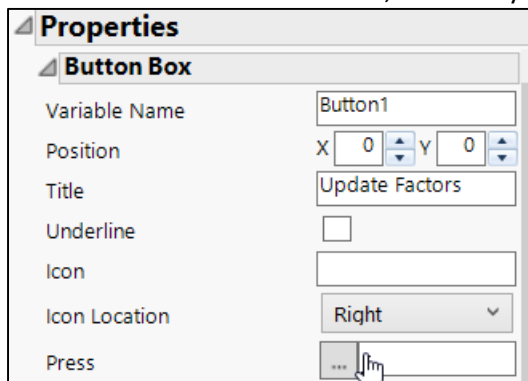 Properties
Button Box
Variable Name Button1
Position X 0 Y 0
Title Update Factors
Underline
Icon
Icon Location Right
Press ...